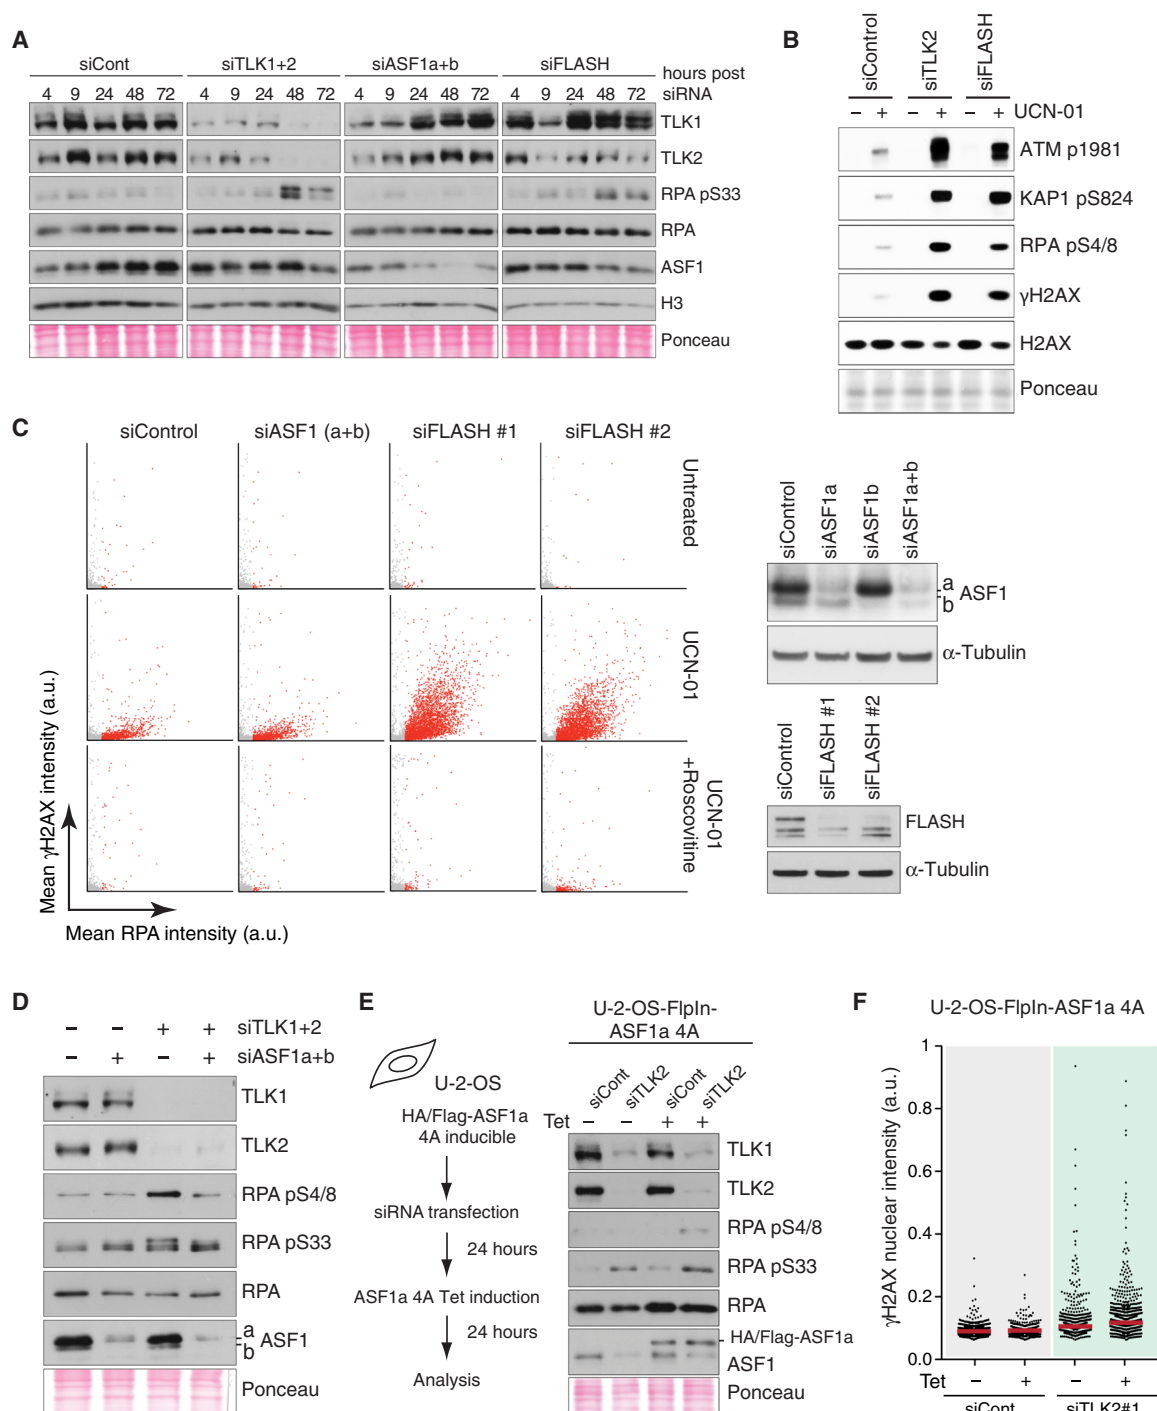 A
siCont siTLK1+2 siASF1a+b siFLASH
hours post siRNA
4 9 24 48 72 4 9 24 48 72 4 9 24 48 72 4 9 24 48 72
TLK1
TLK2
RPA pS33
RPA
ASF1
H3
Ponceau
B
siControl siTLK2 siFLASH
– + – + – + UCN-01
ATM p1981
KAP1 pS824
RPA pS4/8
γH2AX
H2AX
Ponceau
C
siControl siASF1 (a+b) siFLASH #1 siFLASH #2
Untreated
UCN-01
UCN-01
+Roscovitine
Mean γH2AX intensity (a.u.)
Mean RPA intensity (a.u.)
siControl siASF1a siASF1b siASF1a+b
a
b
ASF1
α-Tubulin
siControl siFLASH #1 siFLASH #2
FLASH
α-Tubulin
D
– – + + siTLK1+2
– + – + siASF1a+b
TLK1
TLK2
RPA pS4/8
RPA pS33
RPA
a
b
ASF1
Ponceau
E
U-2-OS
HA/Flag-ASF1a
4A inducible
siRNA transfection
24 hours
ASF1a 4A Tet induction
24 hours
Analysis
U-2-OS-FlpIn-
ASF1a 4A
siCont siTLK2 siCont siTLK2
Tet – – + +
TLK1
TLK2
RPA pS4/8
RPA pS33
RPA
HA/Flag-ASF1a
ASF1
Ponceau
F
U-2-OS-FlpIn-ASF1a 4A
γH2AX nuclear intensity (a.u.)
1
0.8
0.6
0.4
0.2
0.0
Tet – + – +
siCont siTLK2#1